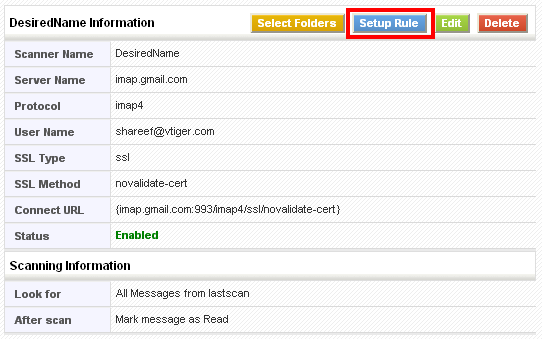 DesiredName Information Select Folders Setup Rule Edit Delete
Scanner Name DesiredName
Server Name imap.gmail.com
Protocol imap4
User Name shareef@vtiger.com
SSL Type ssl
SSL Method novalidate-cert
Connect URL {imap.gmail.com:993/imap4/ssl/novalidate-cert}
Status Enabled
Scanning Information
Look for All Messages from lastscan
After scan Mark message as Read